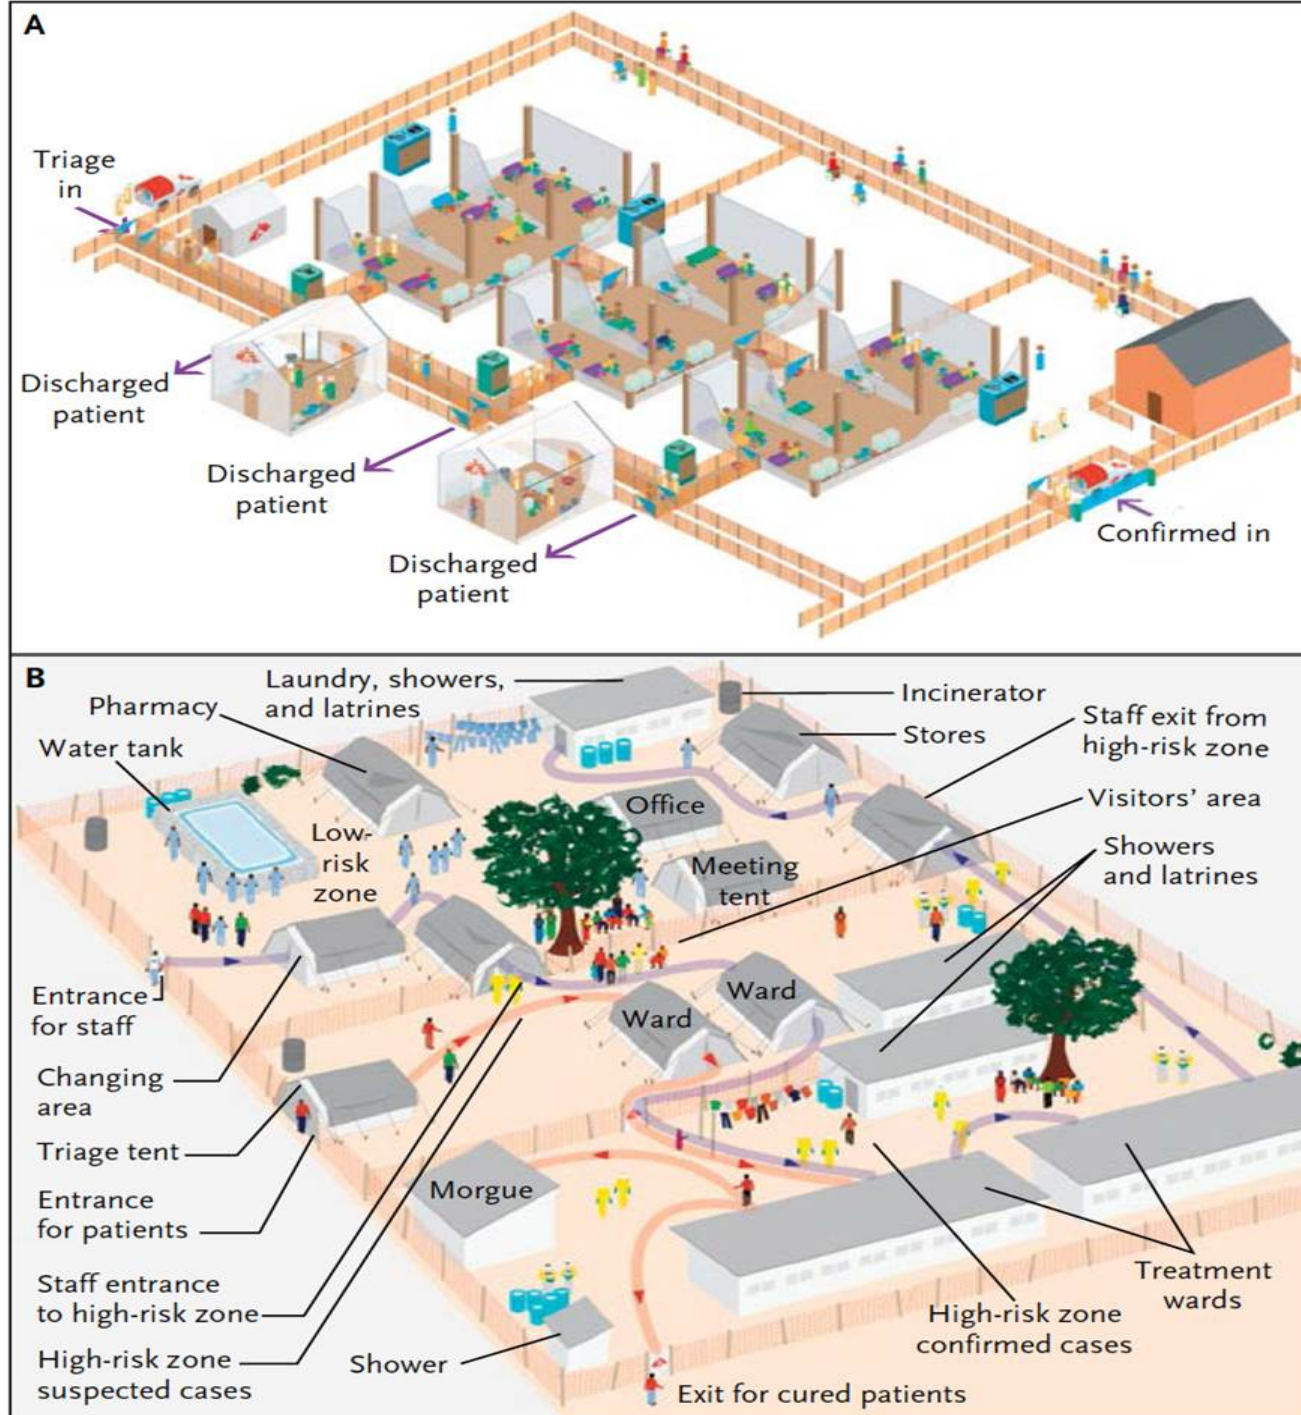 A
Triage
in
Discharged
patient
Discharged
patient
Discharged
patient
Confirmed in
B
Laundry, showers,
and latrines
Pharmacy
Water tank
Incinerator
Stores
Staff exit from
high-risk zone
Visitors' area
Showers
and latrines
Office
Low-
risk
zone
Meeting
tent
Ward
Ward
Entrance
for staff
Changing
area
Triage tent
Entrance
for patients
Morgue
Staff entrance
to high-risk zone
High-risk zone
suspected cases
Shower
Treatment
wards
High-risk zone
confirmed cases
Exit for cured patients